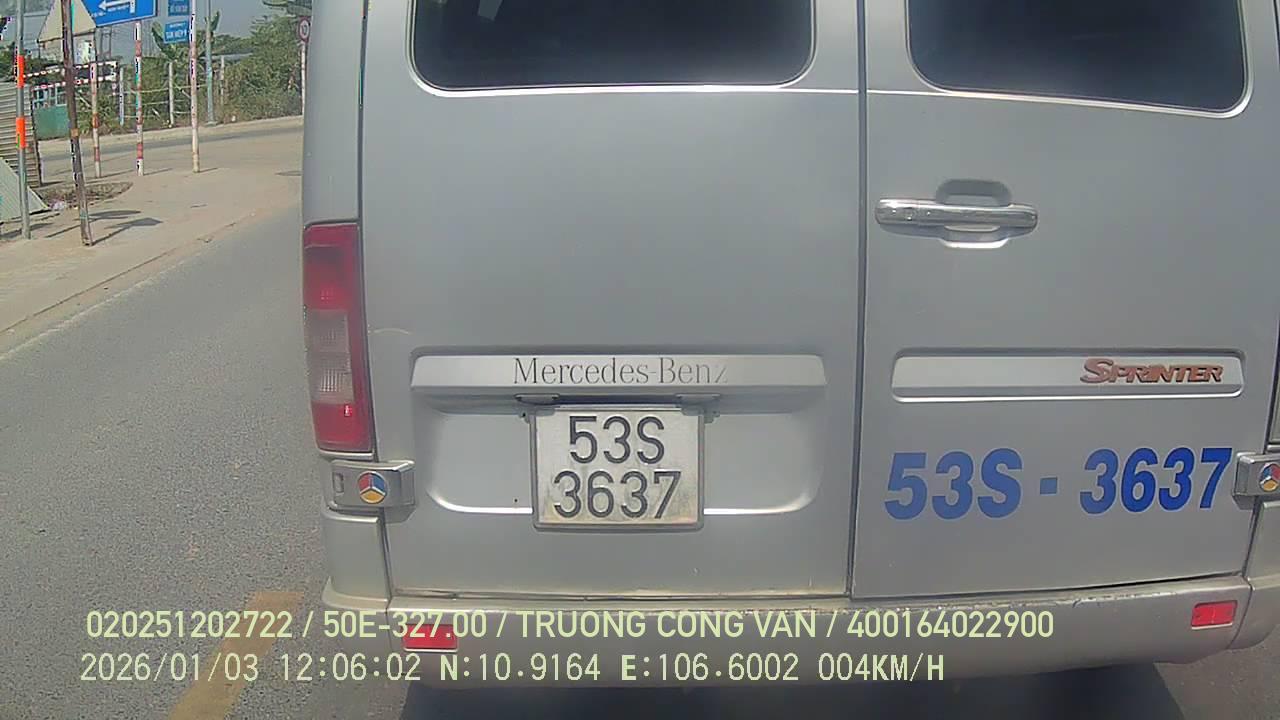 Mercedes-Benz
SPRINTER
53S
3637
53S - 3637
020251202722 / 50E-327.00 / TRUONG CONG VAN / 400164022900
2026/01/03 12:06:02 N:10.9164 E:106.6002 004KM/H